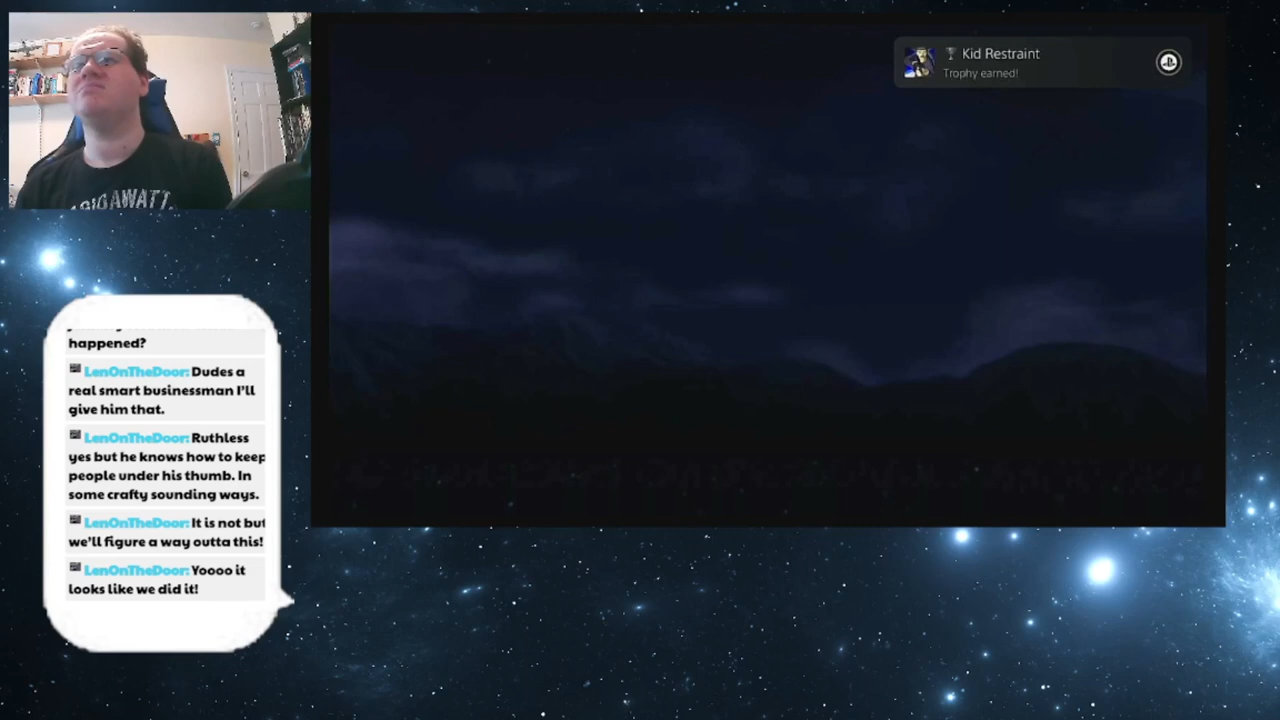 Kid Restraint
Trophy earned!
happened?
LenOnTheDoor: Dudes a
real smart businessman I'll
give him that.
LenOnTheDoor: Ruthless
yes but he knows how to keep
people under his thumb. In
some crafty sounding ways.
LenOnTheDoor: It is not but
we'll figure a way outta this!
LenOnTheDoor: Yoooo it
looks like we did it!